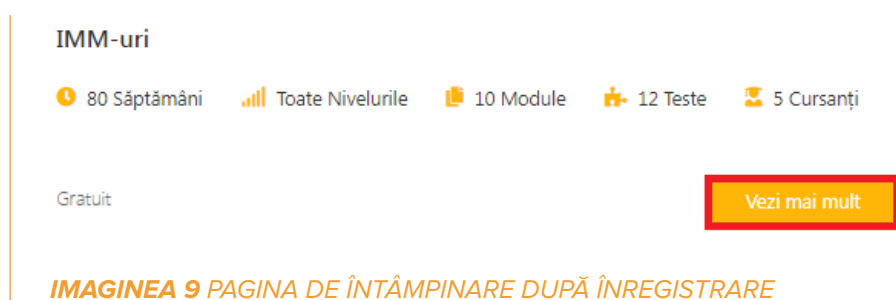 IMM-uri
80 Săptămâni Toate Nivelurile 10 Module 12 Teste 5 Cursanți
Gratuit Vezi mai mult
IMAGINEA 9 PAGINA DE ÎNTÂMPINARE DUPĂ ÎNREGISTRARE